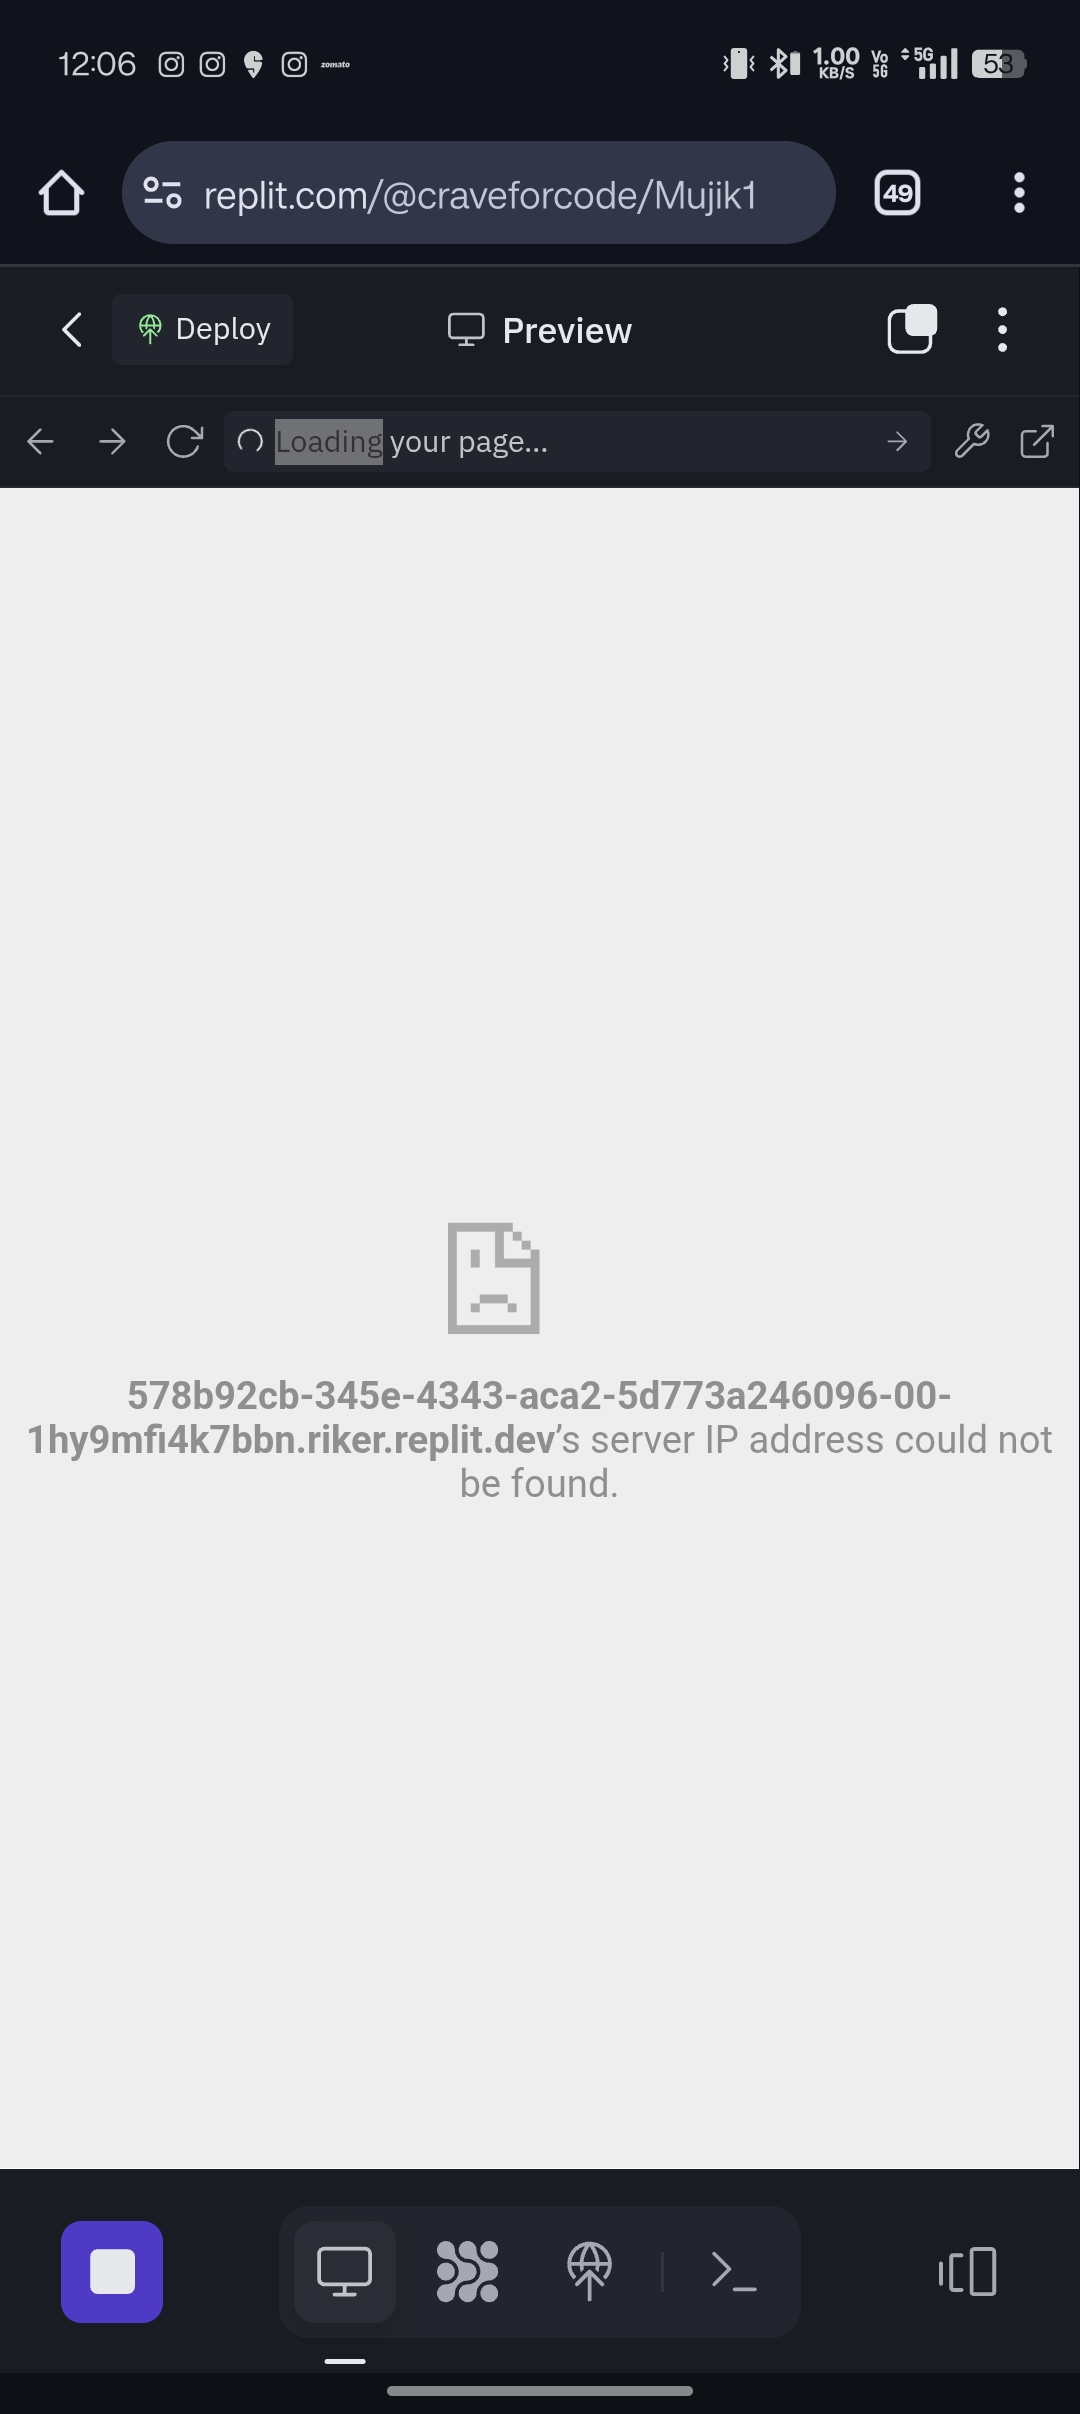 12:06 zomato 1.00 KB/S Vo 5G 5G 53
replit.com/@craveforcode/Mujik1 49
Deploy Preview
Loading your page...
578b92cb-345e-4343-aca2-5d773a246096-00-
1hy9mfi4k7bbn.riker.replit.dev’s server IP address could not
be found.